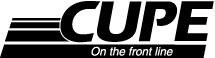 CUPE
On the front line